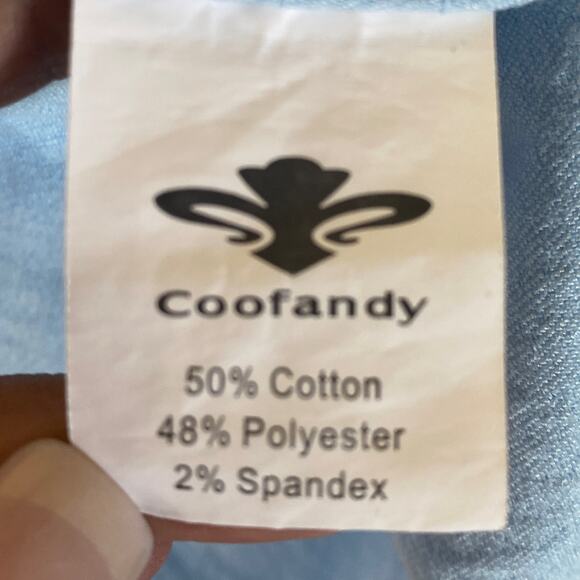 Coofandy
50% Cotton
48% Polyester
2% Spandex